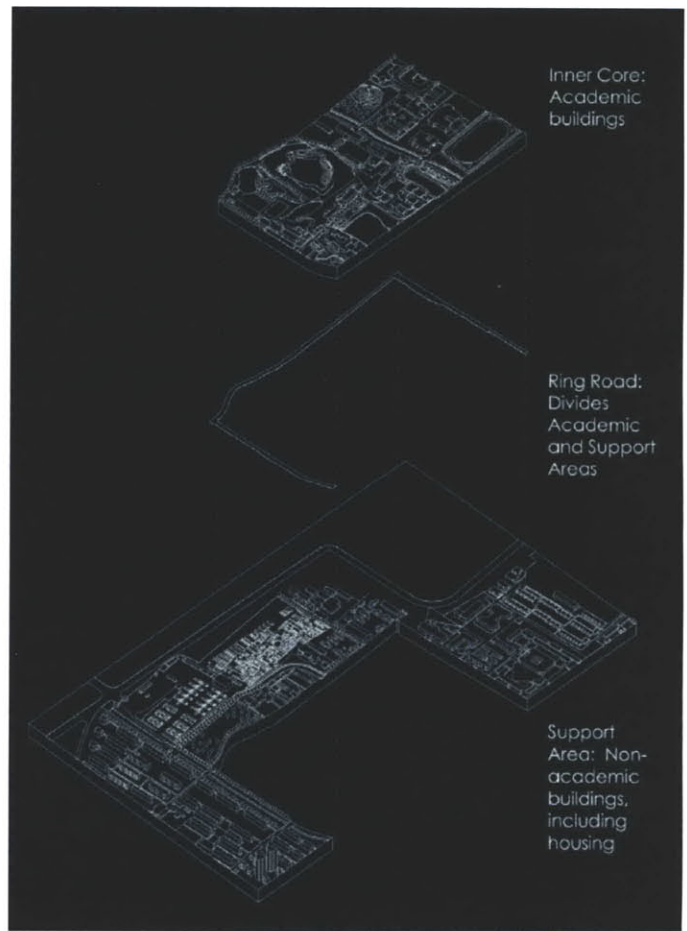 Inner Core:
Academic
buildings
Ring Road:
Divides
Academic
and Support
Areas
Support
Area: Non-
academic
buildings,
including
housing